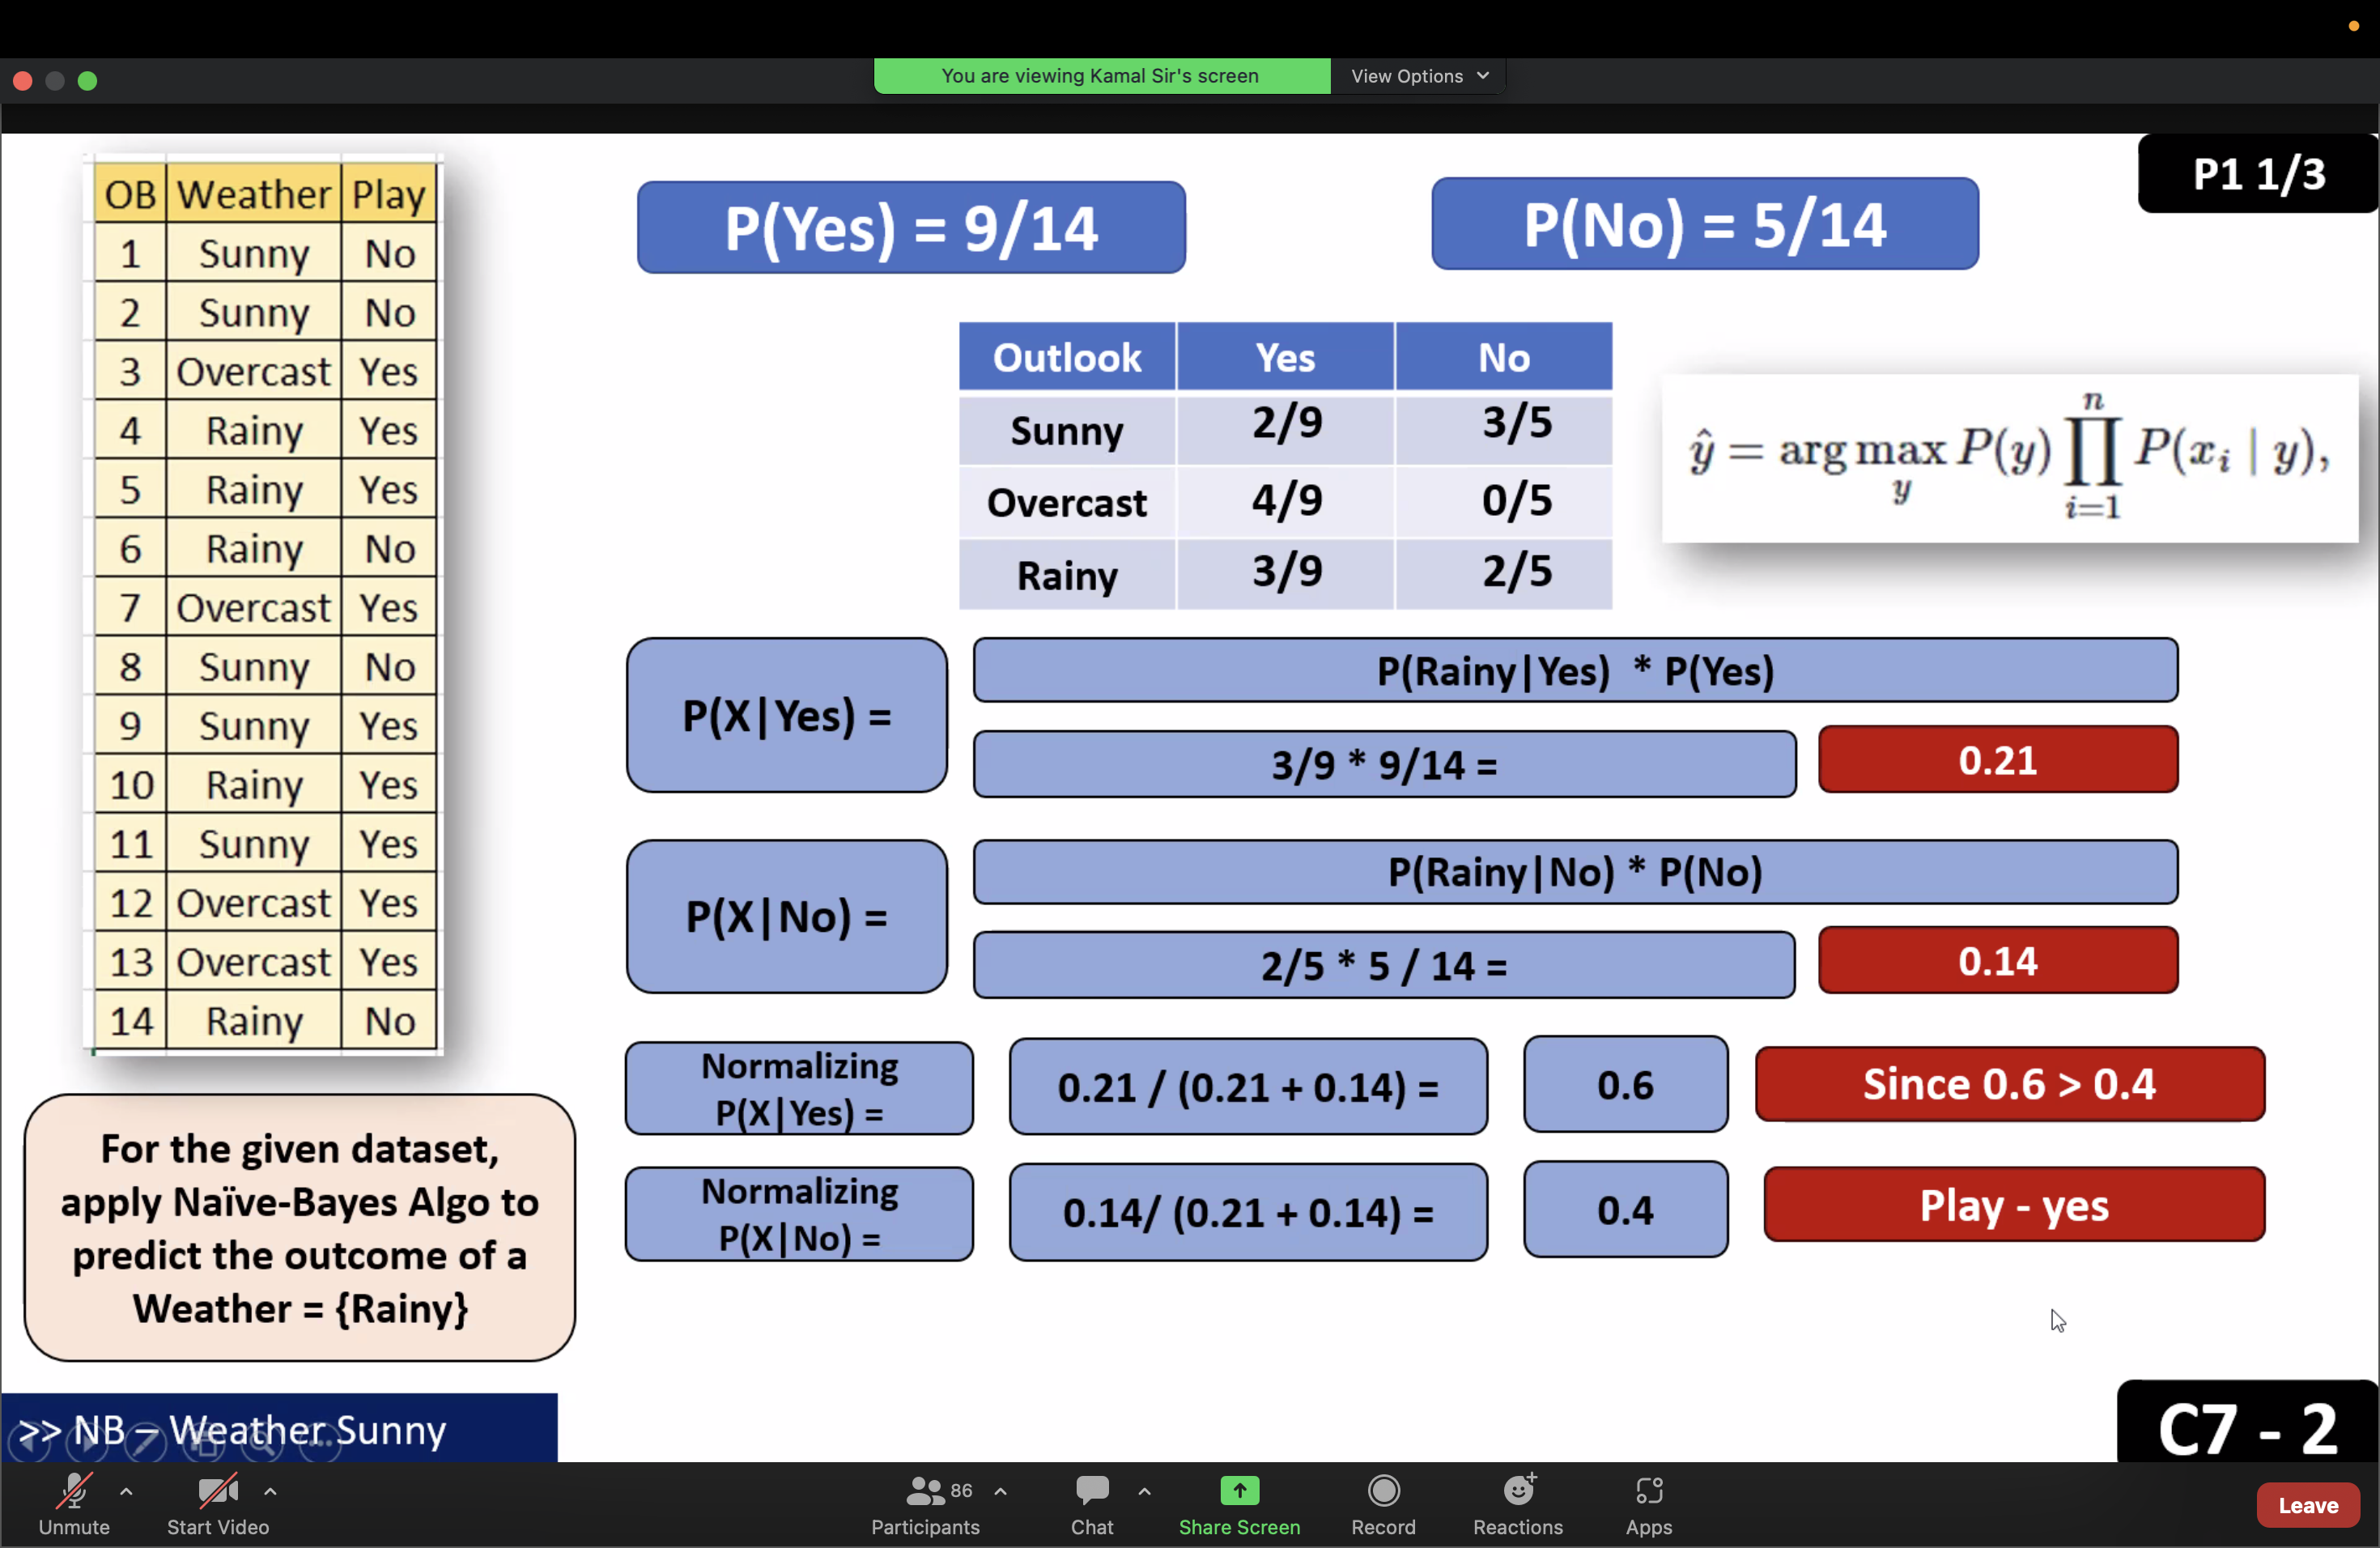 You are viewing Kamal Sir's screen View Options
P1 1/3
OB Weather Play
1 Sunny No
2 Sunny No
3 Overcast Yes
4 Rainy Yes
5 Rainy Yes
6 Rainy No
7 Overcast Yes
8 Sunny No
9 Sunny Yes
10 Rainy Yes
11 Sunny Yes
12 Overcast Yes
13 Overcast Yes
14 Rainy No
For the given dataset,
apply Naïve-Bayes Algo to
predict the outcome of a
Weather = {Rainy}
P(Yes) = 9/14
P(No) = 5/14
Outlook Yes No
Sunny 2/9 3/5
Overcast 4/9 0/5
Rainy 3/9 2/5
ŷ = arg max_y P(y) ∏_{i=1}^{n} P(x_i | y),
P(X|Yes) =
P(Rainy|Yes) * P(Yes)
3/9 * 9/14 =
0.21
P(X|No) =
P(Rainy|No) * P(No)
2/5 * 5 / 14 =
0.14
Normalizing
P(X|Yes) =
0.21 / (0.21 + 0.14) =
0.6
Since 0.6 > 0.4
Normalizing
P(X|No) =
0.14/ (0.21 + 0.14) =
0.4
Play - yes
>> NB – Weather Sunny
C7 - 2
86
Unmute Start Video Participants Chat Share Screen Record Reactions Apps Leave